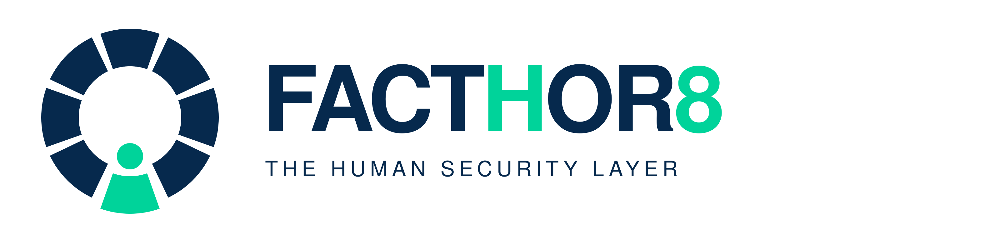 FACTHOR8
THE HUMAN SECURITY LAYER